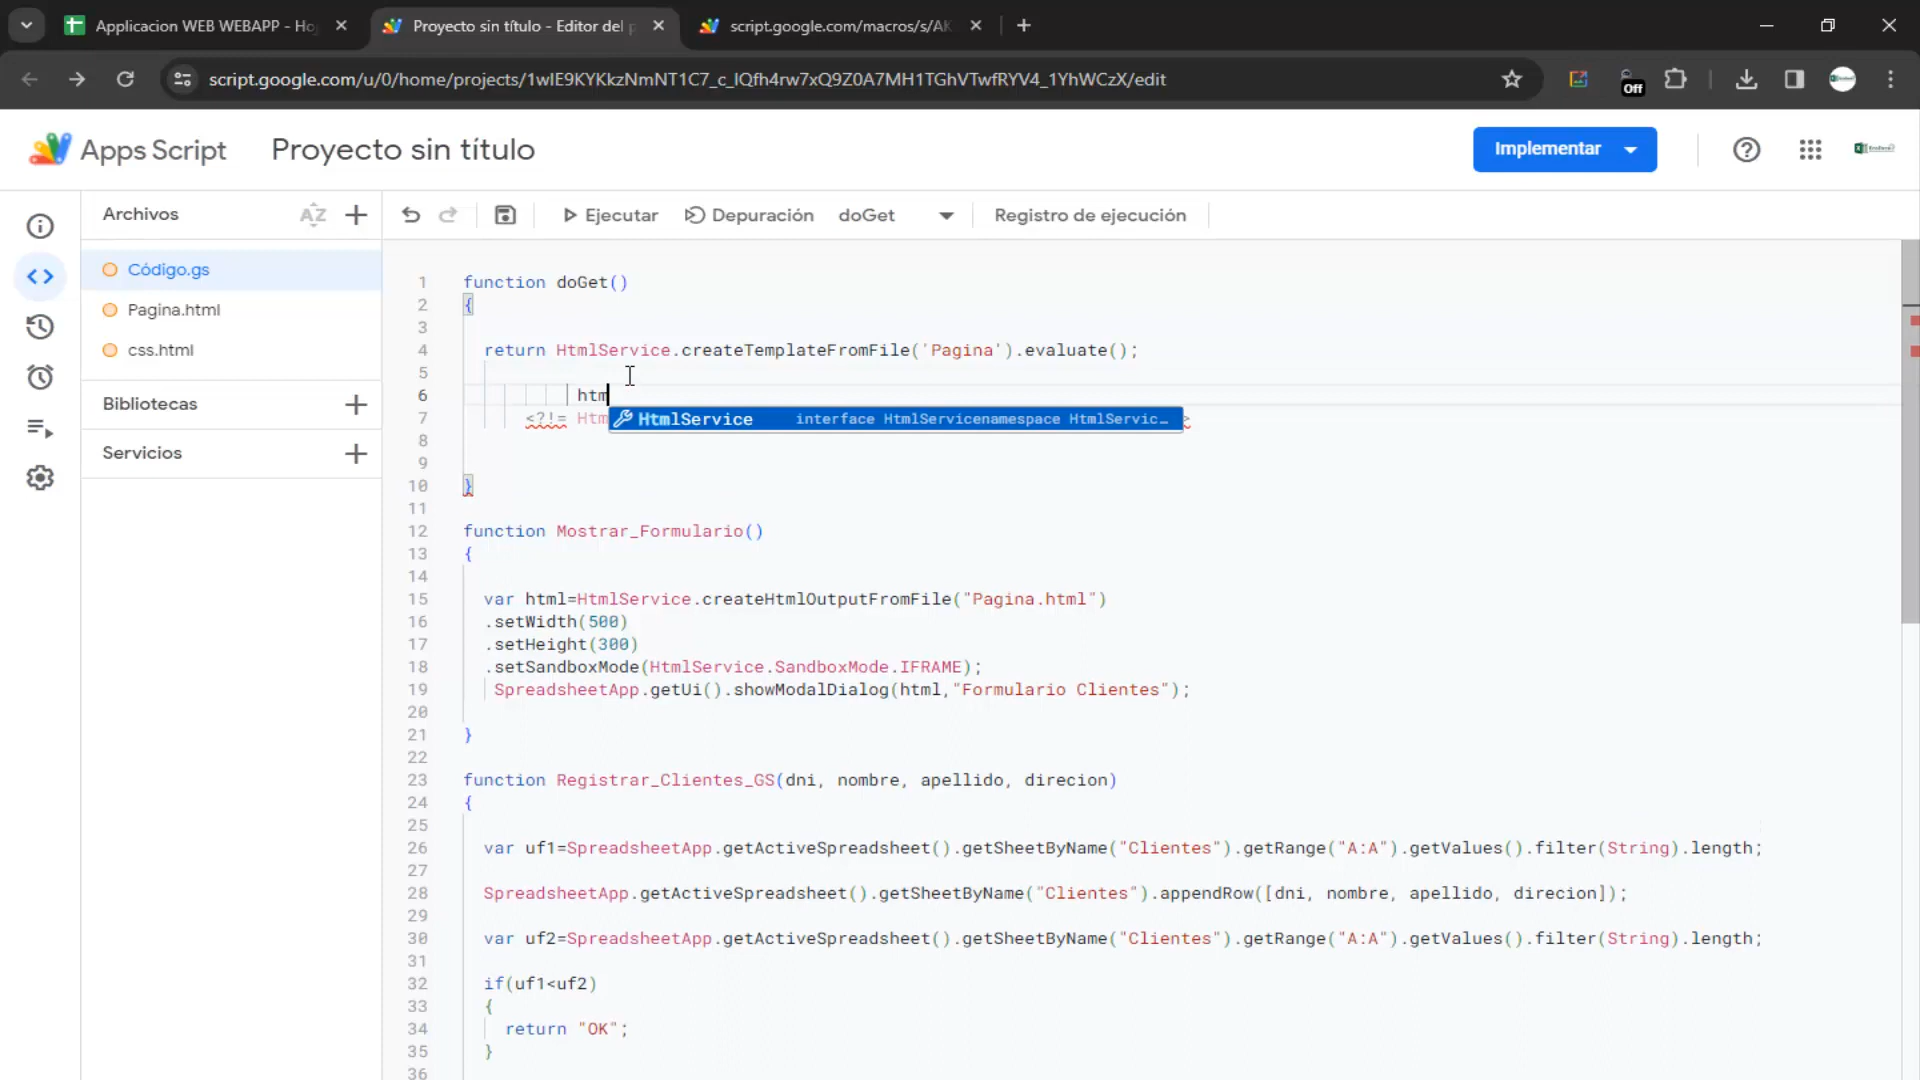 Applicacion WEB WEBAPP - Ho
Proyecto sin título - Editor del p
script.google.com/macros/s/AK
script.google.com/u/0/home/projects/1wIE9KYKkzNmNT1C7_c_IQfh4rw7xQ9Z0A7MH1TGhVTwfRYV4_1YhWCzX/edit
Off
Apps Script
Proyecto sin título
Implementar
Archivos
AZ
Ejecutar
Depuración
doGet
Registro de ejecución
Código.gs
Pagina.html
css.html
Bibliotecas
Servicios
1 function doGet()
2 {
3
4 return HtmlService.createTemplateFromFile('Pagina').evaluate();
5
6 htm
HtmlService interface HtmlServicenamespace HtmlServic…
7 <?!= Htm
8
9
10 }
11
12 function Mostrar_Formulario()
13 {
14
15 var html=HtmlService.createHtmlOutputFromFile("Pagina.html")
16 .setWidth(500)
17 .setHeight(300)
18 .setSandboxMode(HtmlService.SandboxMode.IFRAME);
19 SpreadsheetApp.getUi().showModalDialog(html,"Formulario Clientes");
20
21 }
22
23 function Registrar_Clientes_GS(dni, nombre, apellido, direcion)
24 {
25
26 var uf1=SpreadsheetApp.getActiveSpreadsheet().getSheetByName("Clientes").getRange("A:A").getValues().filter(String).length;
27
28 SpreadsheetApp.getActiveSpreadsheet().getSheetByName("Clientes").appendRow([dni, nombre, apellido, direcion]);
29
30 var uf2=SpreadsheetApp.getActiveSpreadsheet().getSheetByName("Clientes").getRange("A:A").getValues().filter(String).length;
31
32 if(uf1<uf2)
33 {
34 return "OK";
35 }
36